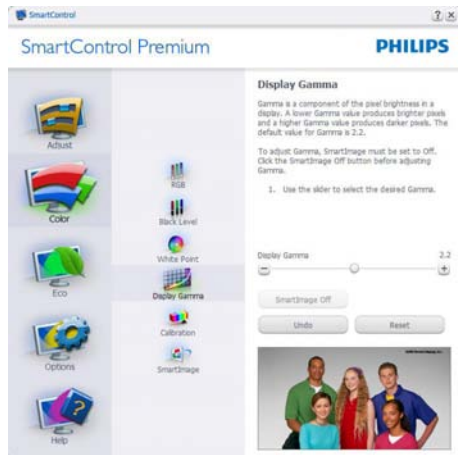 SmartControl
SmartControl Premium
PHILIPS
Adjust
Color
Eco
Options
Help
RGB
Black Level
White Point
Display Gamma
Calibration
SmartImage
Display Gamma
Gamma is a component of the pixel brightness in a
display. A lower Gamma value produces brighter pixels
and a higher Gamma value produces darker pixels. The
default value for Gamma is 2.2.
To adjust Gamma, SmartImage must be set to Off.
Click the SmartImage Off button before adjusting
Gamma.
1. Use the slider to select the desired Gamma.
Display Gamma 2.2
SmartImage Off
Undo Reset